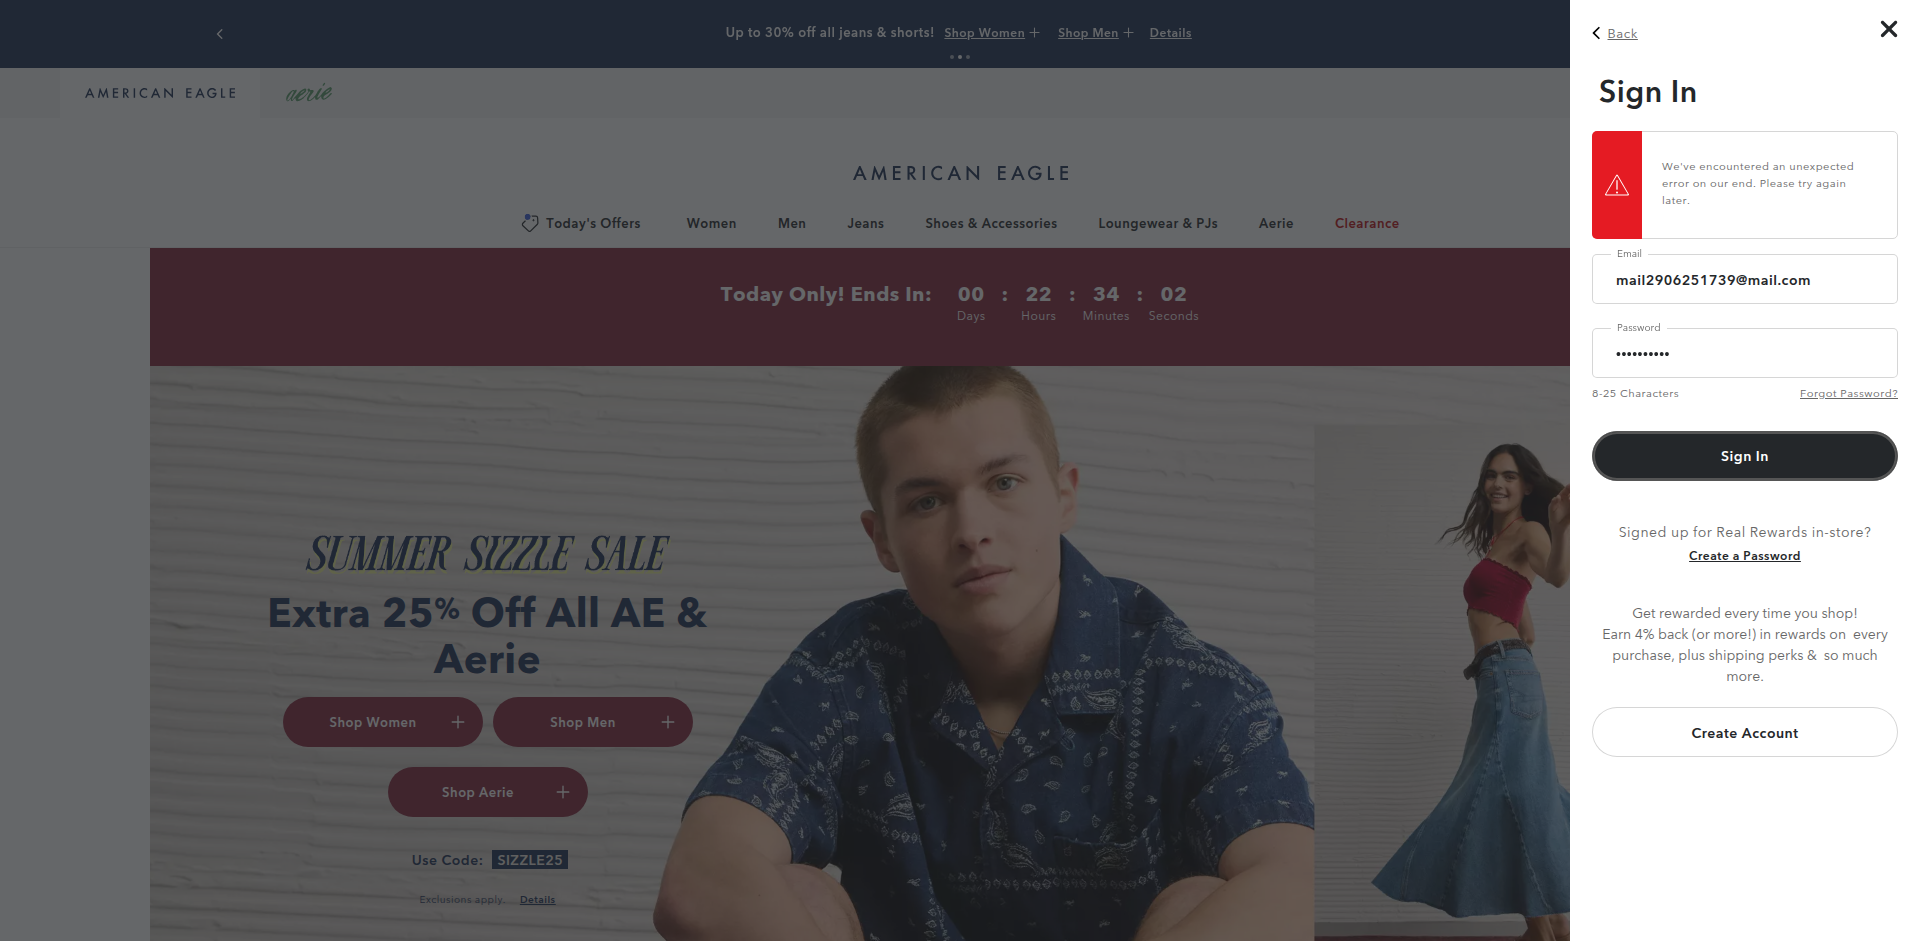 Up to 30% off all jeans & shorts! Shop Women + Shop Men + Details
AMERICAN EAGLE aerie
AMERICAN EAGLE
Today's Offers Women Men Jeans Shoes & Accessories Loungewear & PJs Aerie Clearance
Today Only! Ends In: 00 : 22 : 34 : 02
Days Hours Minutes Seconds
SUMMER SIZZLE SALE
Extra 25% Off All AE &
Aerie
Shop Women + Shop Men +
Shop Aerie +
Use Code: SIZZLE25
Exclusions apply. Details
Back
Sign In
We've encountered an unexpected
error on our end. Please try again
later.
Email
mail2906251739@mail.com
Password
••••••••••
8-25 Characters Forgot Password?
Sign In
Signed up for Real Rewards in-store?
Create a Password
Get rewarded every time you shop!
Earn 4% back (or more!) in rewards on every
purchase, plus shipping perks & so much
more.
Create Account